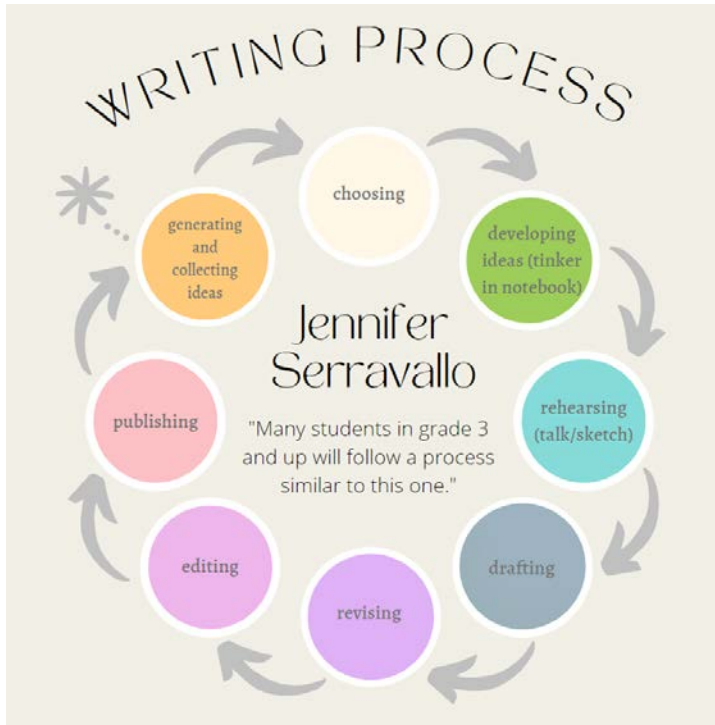 WRITING PROCESS
generating
and
collecting
ideas
choosing
developing
ideas (tinker
in notebook)
rehearsing
(talk/sketch)
drafting
revising
editing
publishing
Jennifer
Serravallo
"Many students in grade 3
and up will follow a process
similar to this one."